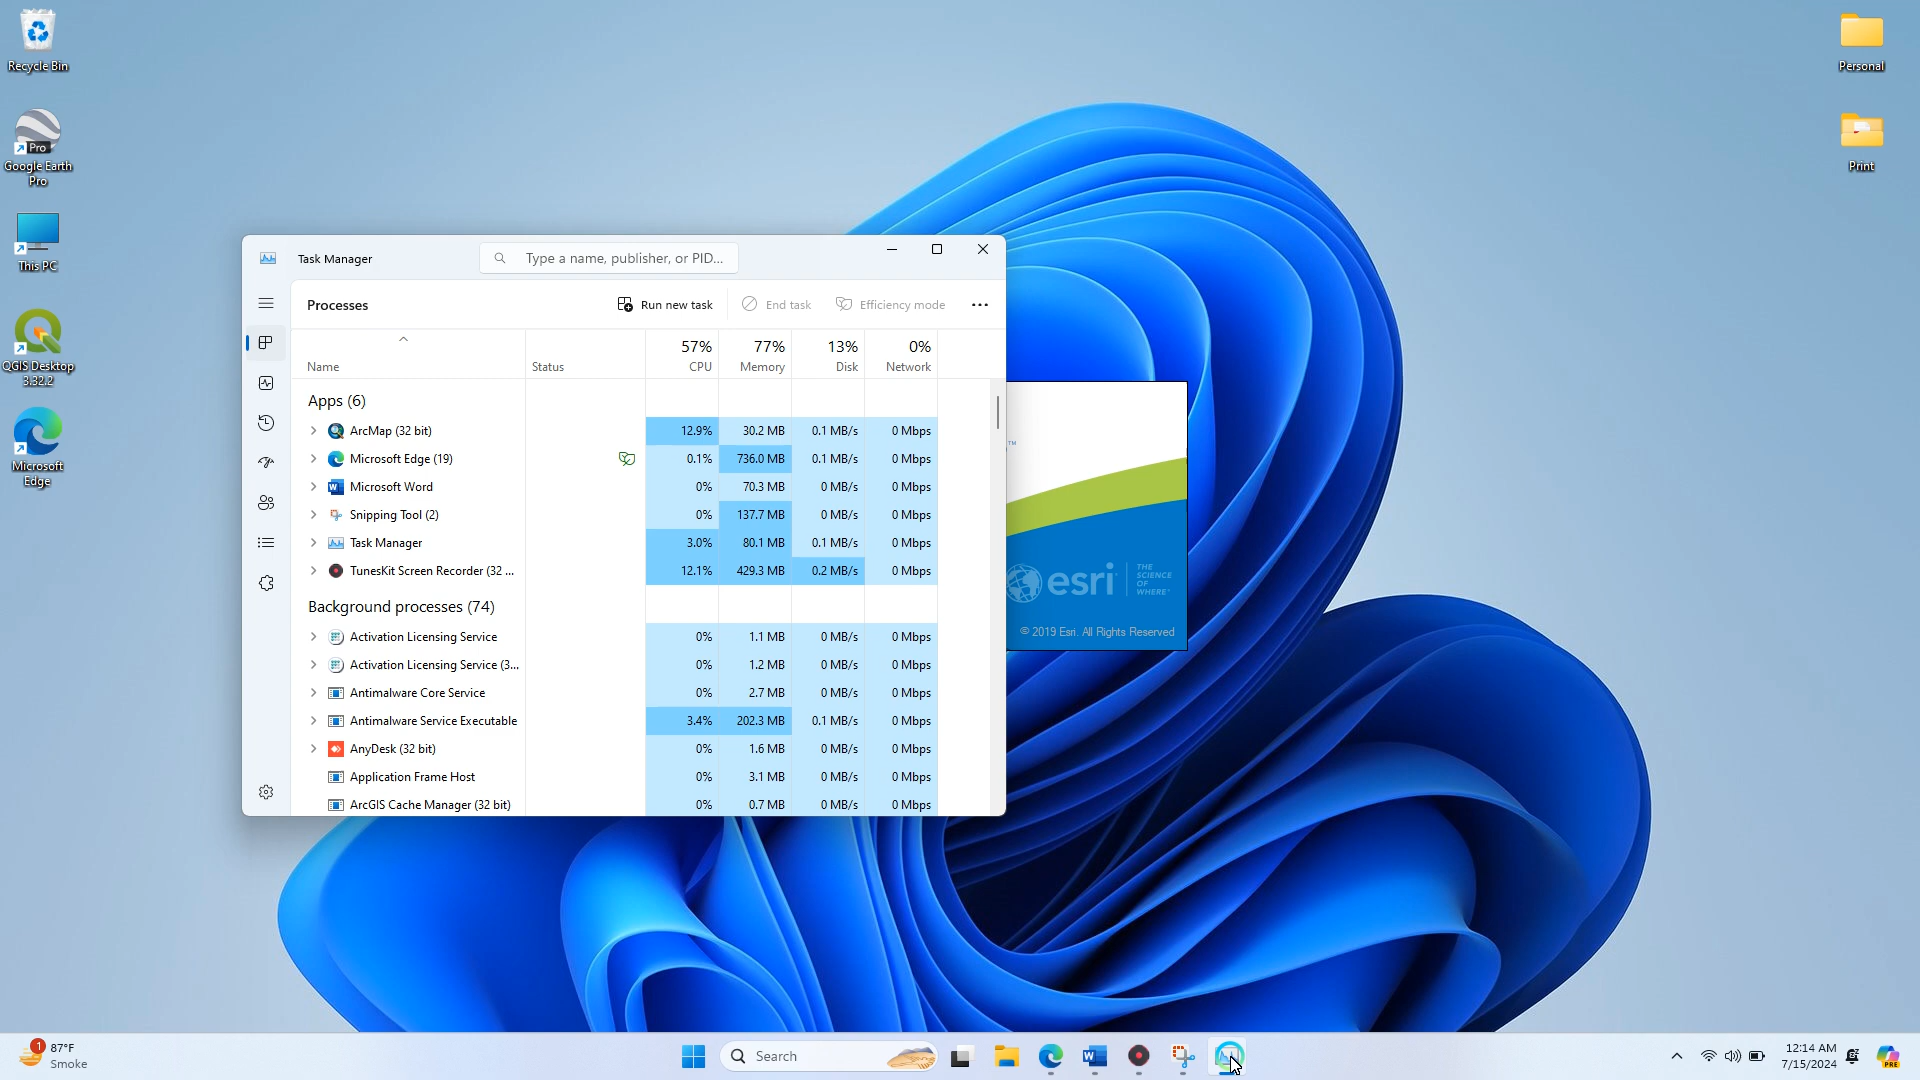 Recycle Bin
Pro
Google Earth
Pro
This PC
QGIS Desktop
3.32.2
Microsoft
Edge
Personal
Print
Task Manager
Type a name, publisher, or PID...
Processes
Run new task
End task
Efficiency mode
57% 77% 13% 0%
Name Status CPU Memory Disk Network
Apps (6)
ArcMap (32 bit) 12.9% 30.2 MB 0.1 MB/s 0 Mbps
Microsoft Edge (19) 0.1% 736.0 MB 0.1 MB/s 0 Mbps
Microsoft Word 0% 70.3 MB 0 MB/s 0 Mbps
Snipping Tool (2) 0% 137.7 MB 0 MB/s 0 Mbps
Task Manager 3.0% 80.1 MB 0.1 MB/s 0 Mbps
TunesKit Screen Recorder (32 ... 12.1% 429.3 MB 0.2 MB/s 0 Mbps
Background processes (74)
Activation Licensing Service 0% 1.1 MB 0 MB/s 0 Mbps
Activation Licensing Service (3... 0% 1.2 MB 0 MB/s 0 Mbps
Antimalware Core Service 0% 2.7 MB 0 MB/s 0 Mbps
Antimalware Service Executable 3.4% 202.3 MB 0.1 MB/s 0 Mbps
AnyDesk (32 bit) 0% 1.6 MB 0 MB/s 0 Mbps
Application Frame Host 0% 3.1 MB 0 MB/s 0 Mbps
ArcGIS Cache Manager (32 bit) 0% 0.7 MB 0 MB/s 0 Mbps
TM
esri
THE
SCIENCE
OF
WHERE
© 2019 Esri. All Rights Reserved
1
87°F
Smoke
Search
12:14 AM
7/15/2024
PRE